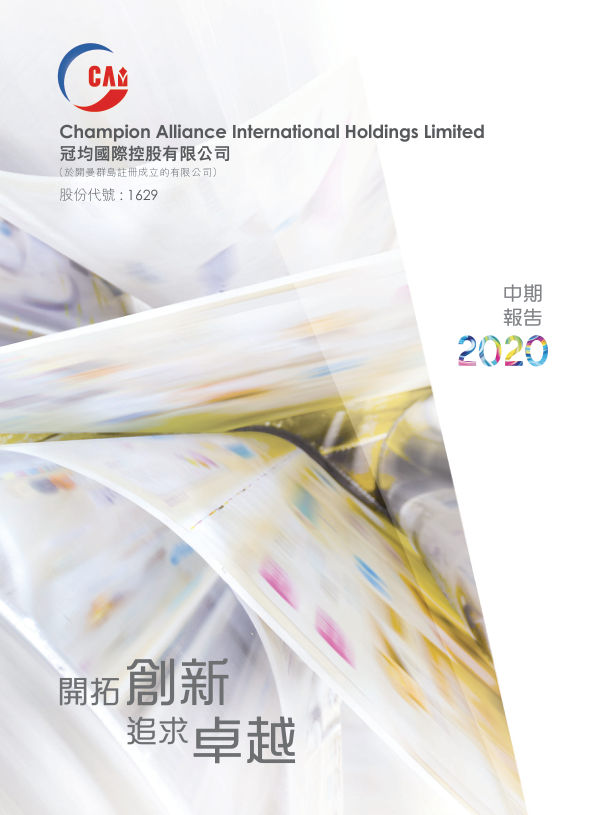 CAM
Champion Alliance International Holdings Limited
冠均國際控股有限公司
（於開曼群島註冊成立的有限公司）
股份代號 : 1629
中期
報告
2020
開拓創新
追求卓越